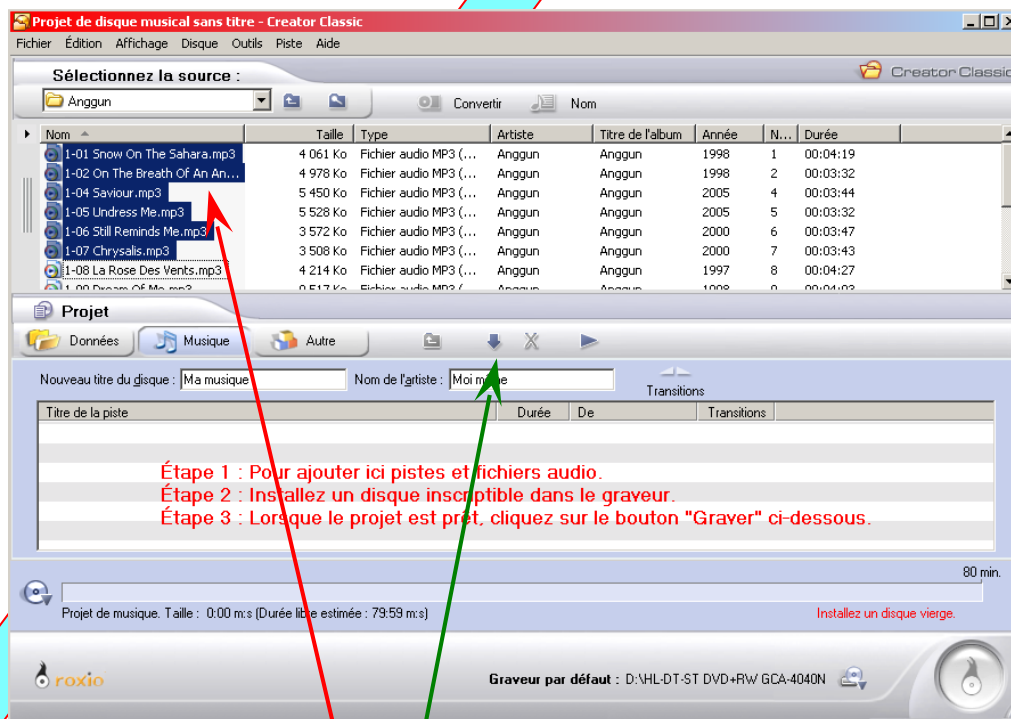 Projet de disque musical sans titre - Creator Classic
Fichier Édition Affichage Disque Outils Piste Aide
Sélectionnez la source : Creator Classic
Anggun Convertir Nom
Nom Taille Type Artiste Titre de l'album Année N... Durée
1-01 Snow On The Sahara.mp3 4 061 Ko Fichier audio MP3 (... Anggun Anggun 1998 1 00:04:19
1-02 On The Breath Of An An... 4 978 Ko Fichier audio MP3 (... Anggun Anggun 1998 2 00:03:32
1-04 Saviour.mp3 5 450 Ko Fichier audio MP3 (... Anggun Anggun 2005 4 00:03:44
1-05 Undress Me.mp3 5 528 Ko Fichier audio MP3 (... Anggun Anggun 2005 5 00:03:32
1-06 Still Reminds Me.mp3 3 572 Ko Fichier audio MP3 (... Anggun Anggun 2000 6 00:03:47
1-07 Chrysalis.mp3 3 508 Ko Fichier audio MP3 (... Anggun Anggun 2000 7 00:03:43
1-08 La Rose Des Vents.mp3 4 214 Ko Fichier audio MP3 (... Anggun Anggun 1997 8 00:04:27
Projet
Données Musique Autre
Nouveau titre du disque : Ma musique Nom de l'artiste : Moi Transitions
Titre de la piste Durée De Transitions
Étape 1 : Pour ajouter ici pistes et fichiers audio.
Étape 2 : Installez un disque inscriptible dans le graveur.
Étape 3 : Lorsque le projet est prêt, cliquez sur le bouton "Graver" ci-dessous.
80 min.
Projet de musique. Taille : 0:00 m:s (Durée libre estimée : 79:59 m:s) Installez un disque vierge.
roxio Graveur par défaut : D:\HL-DT-ST DVD+RW GCA-4040N